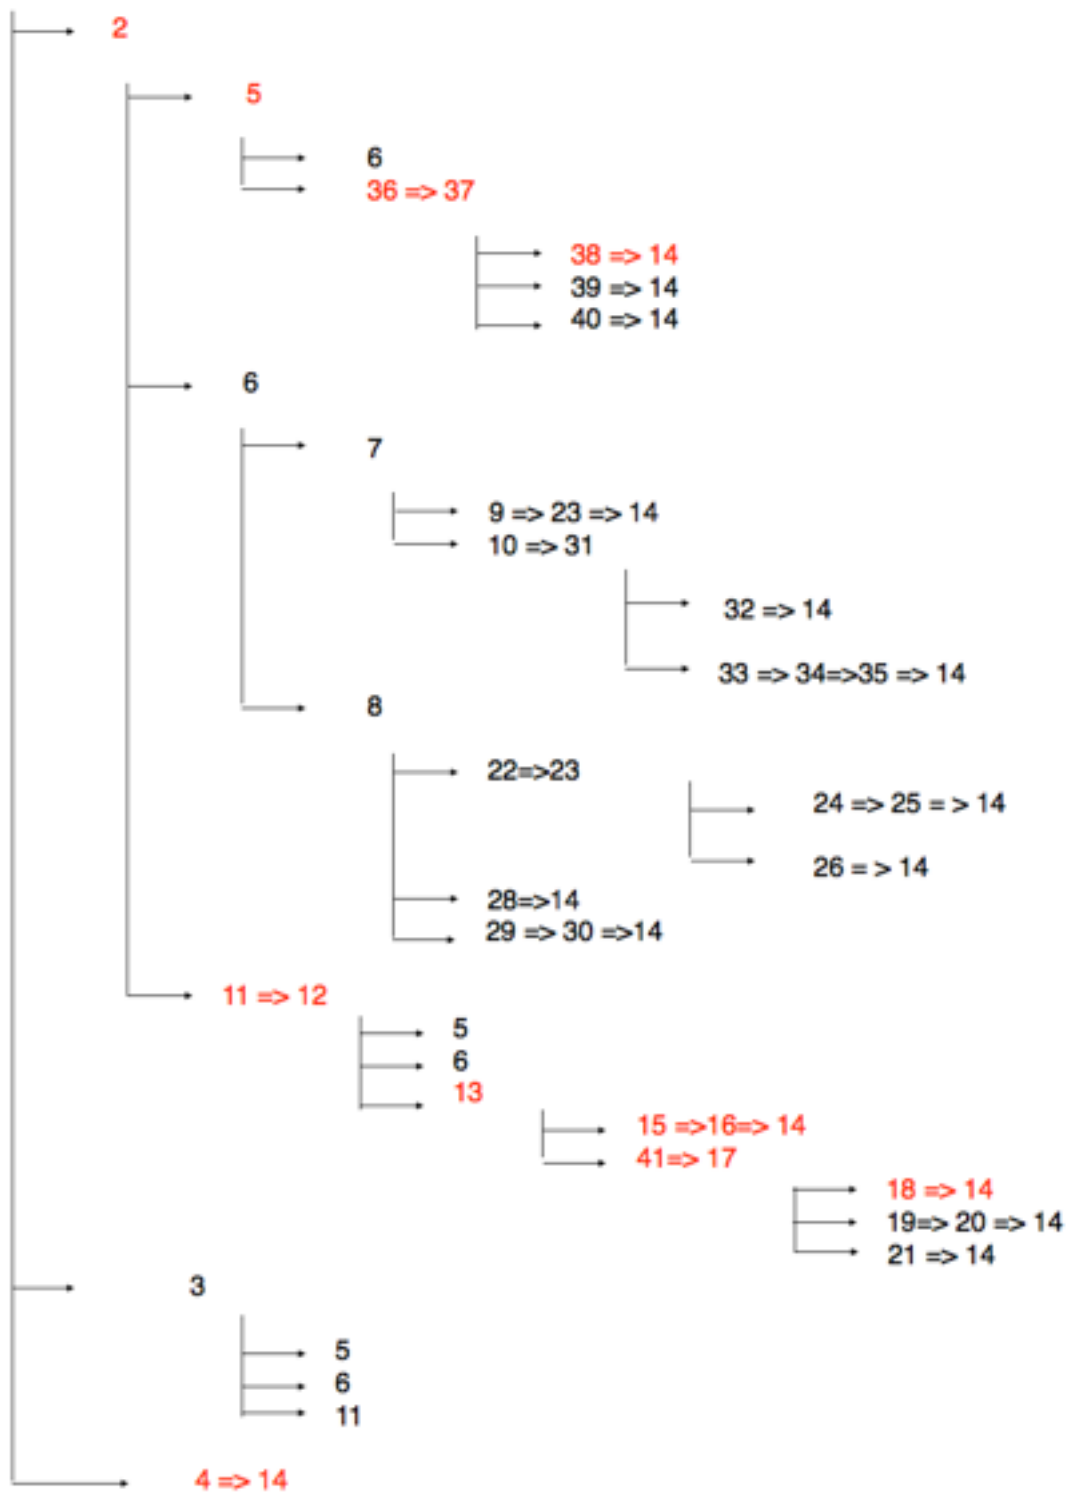 2
5
6
36 => 37
38 => 14
39 => 14
40 => 14
6
7
9 => 23 => 14
10 => 31
32 => 14
33 => 34=>35 => 14
8
22=>23
24 => 25 = > 14
26 = > 14
28=>14
29 => 30 =>14
11 => 12
5
6
13
15 =>16=> 14
41=> 17
18 => 14
19=> 20 => 14
21 => 14
3
5
6
11
4 => 14